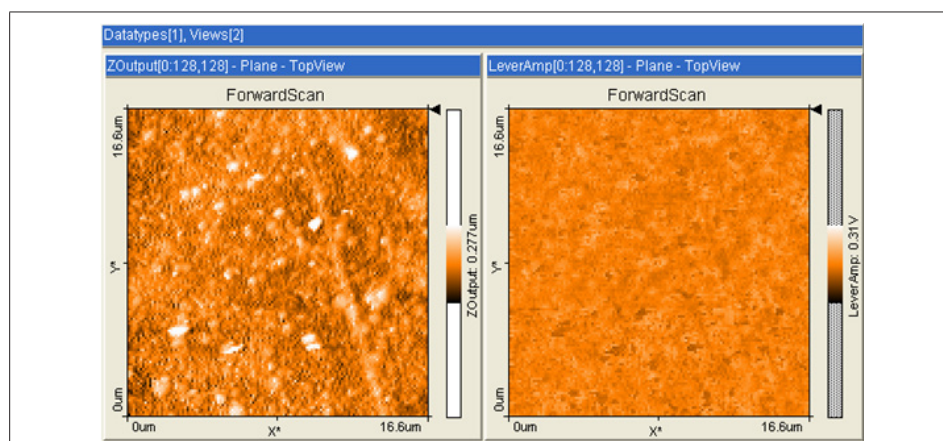 Datatypes[1], Views[2]
ZOutput[0:128,128] - Plane - TopView
ForwardScan
16.6um
Y*
0um
0um
X*
16.6um
ZOutput: 0.277um
LeverAmp[0:128,128] - Plane - TopView
ForwardScan
16.6um
Y*
0um
0um
X*
16.6um
LeverAmp: 0.31V